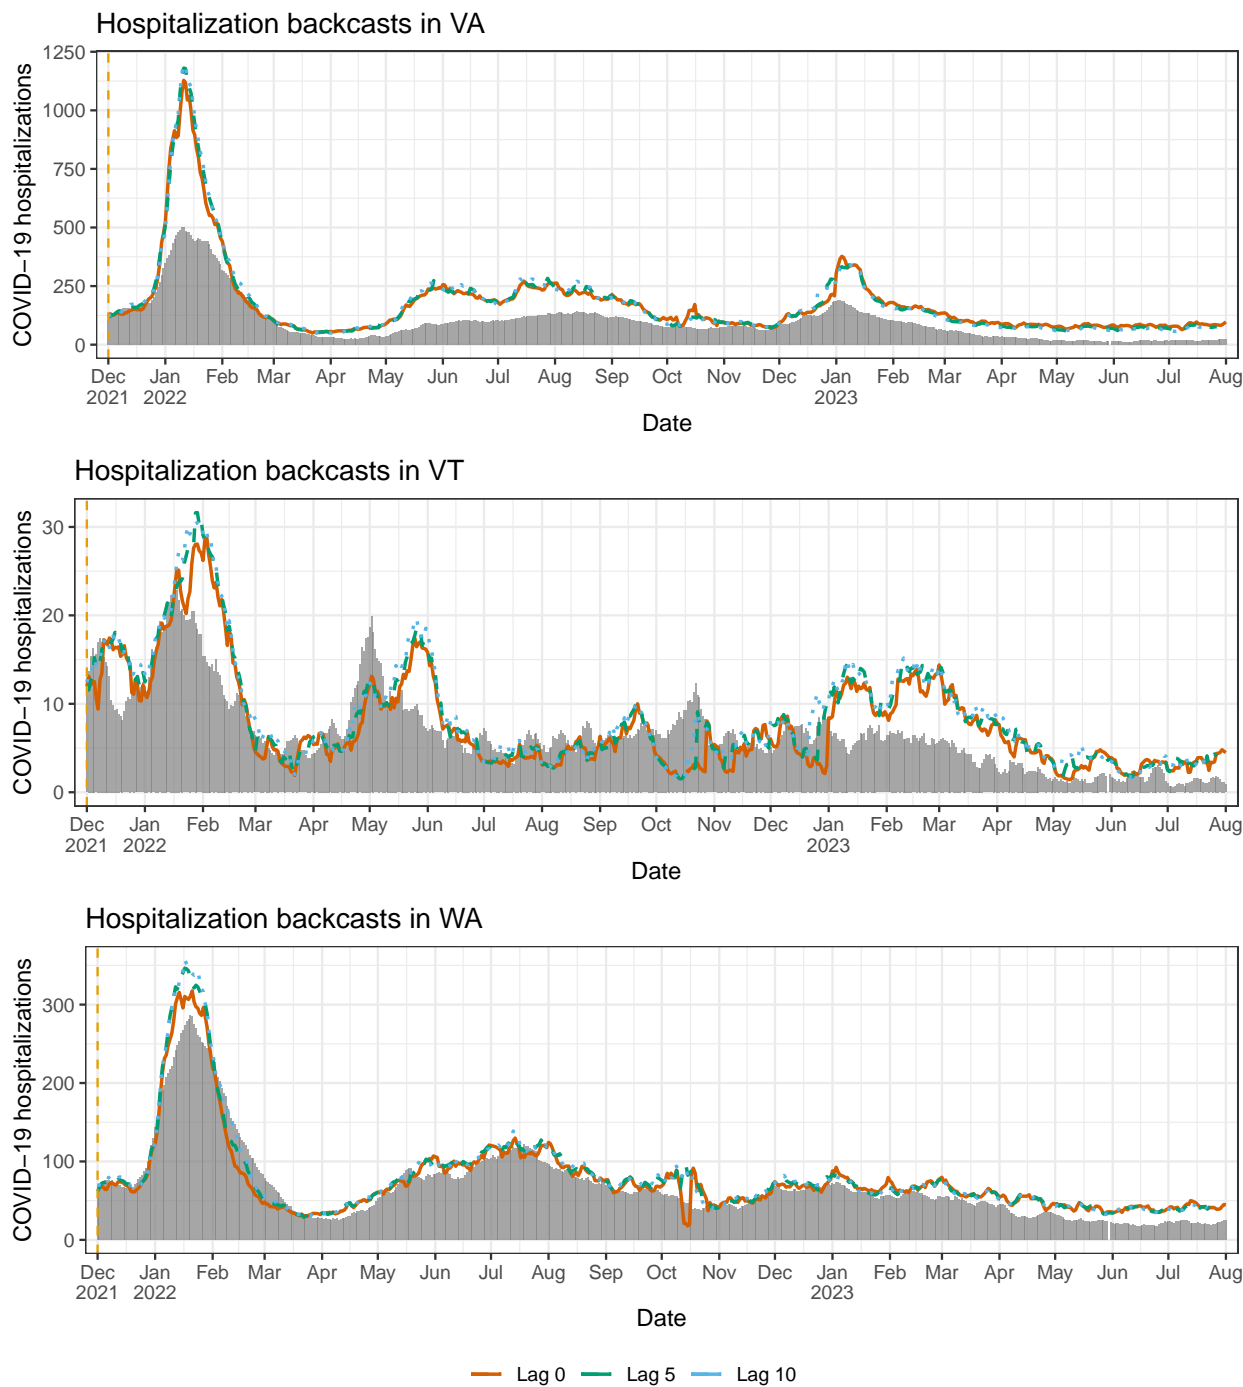 Hospitalization backcasts in VA
COVID−19 hospitalizations
1250
1000
750
500
250
0
Dec Jan Feb Mar Apr May Jun Jul Aug Sep Oct Nov Dec Jan Feb Mar Apr May Jun Jul Aug
2021 2022 2023
Date
Hospitalization backcasts in VT
COVID−19 hospitalizations
30
20
10
0
Dec Jan Feb Mar Apr May Jun Jul Aug Sep Oct Nov Dec Jan Feb Mar Apr May Jun Jul Aug
2021 2022 2023
Date
Hospitalization backcasts in WA
COVID−19 hospitalizations
300
200
100
0
Dec Jan Feb Mar Apr May Jun Jul Aug Sep Oct Nov Dec Jan Feb Mar Apr May Jun Jul Aug
2021 2022 2023
Date
Lag 0 Lag 5 Lag 10